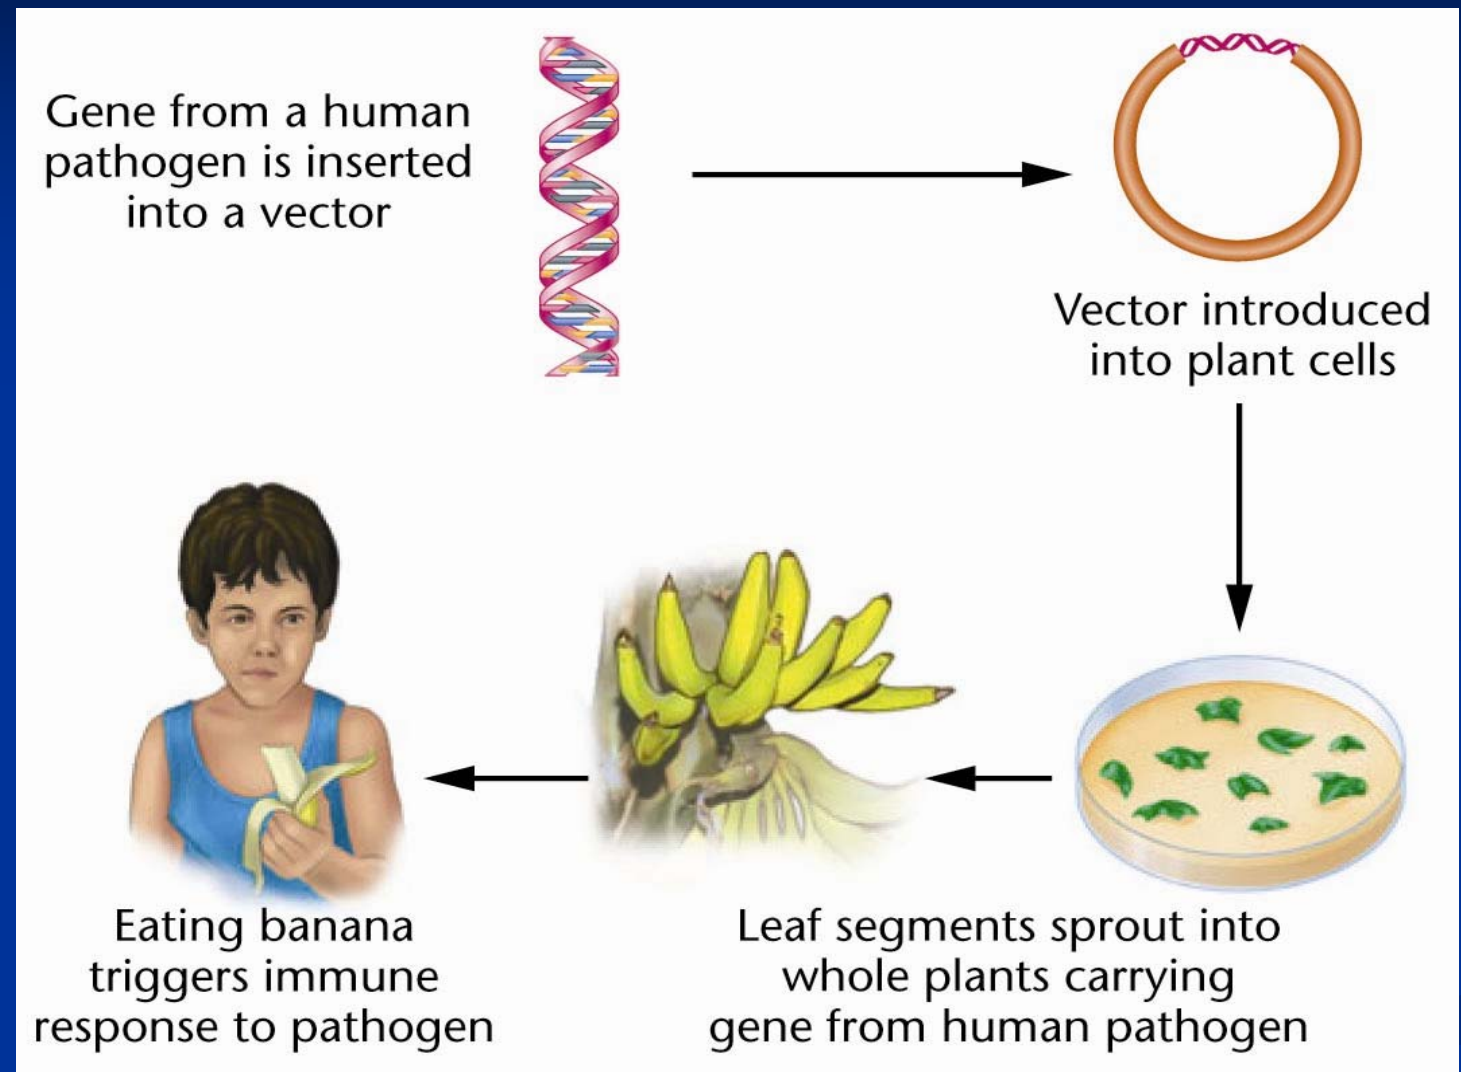 Gene from a human
pathogen is inserted
into a vector
Vector introduced
into plant cells
Leaf segments sprout into
whole plants carrying
gene from human pathogen
Eating banana
triggers immune
response to pathogen